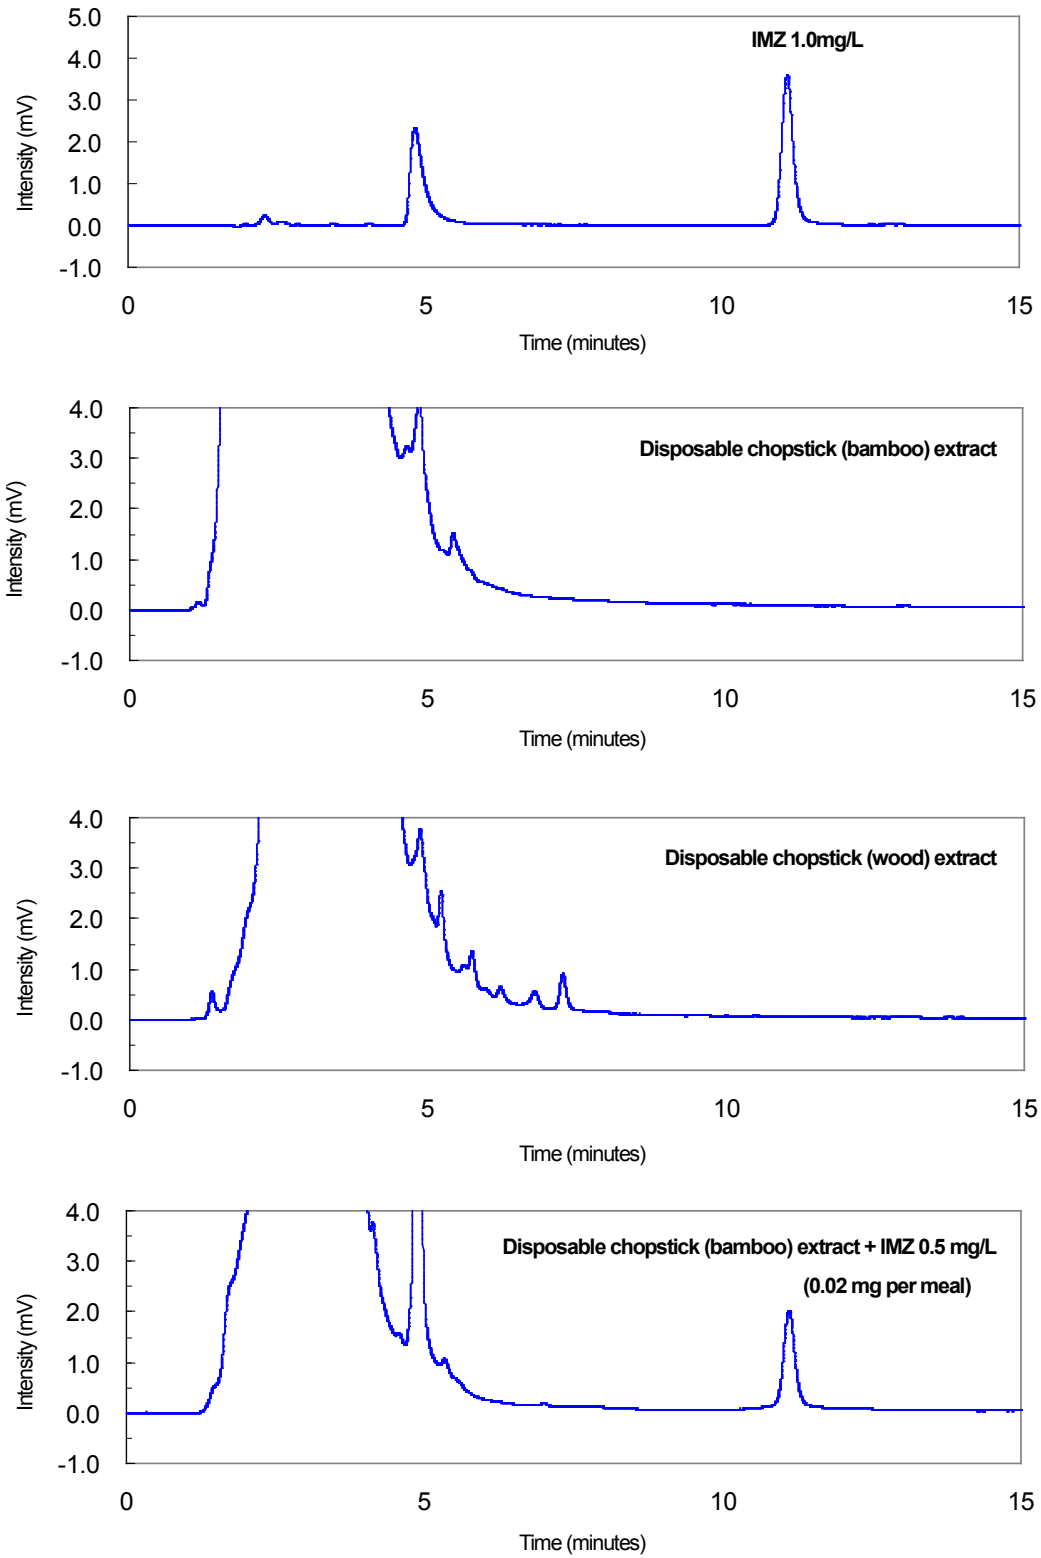 5.0
IMZ 1.0mg/L
4.0
3.0
2.0
1.0
0.0
-1.0
Intensity (mV)
0 5 10 15
Time (minutes)
4.0
Disposable chopstick (bamboo) extract
3.0
2.0
1.0
0.0
-1.0
Intensity (mV)
0 5 10 15
Time (minutes)
4.0
Disposable chopstick (wood) extract
3.0
2.0
1.0
0.0
-1.0
Intensity (mV)
0 5 10 15
Time (minutes)
4.0
Disposable chopstick (bamboo) extract + IMZ 0.5 mg/L
(0.02 mg per meal)
3.0
2.0
1.0
0.0
-1.0
Intensity (mV)
0 5 10 15
Time (minutes)